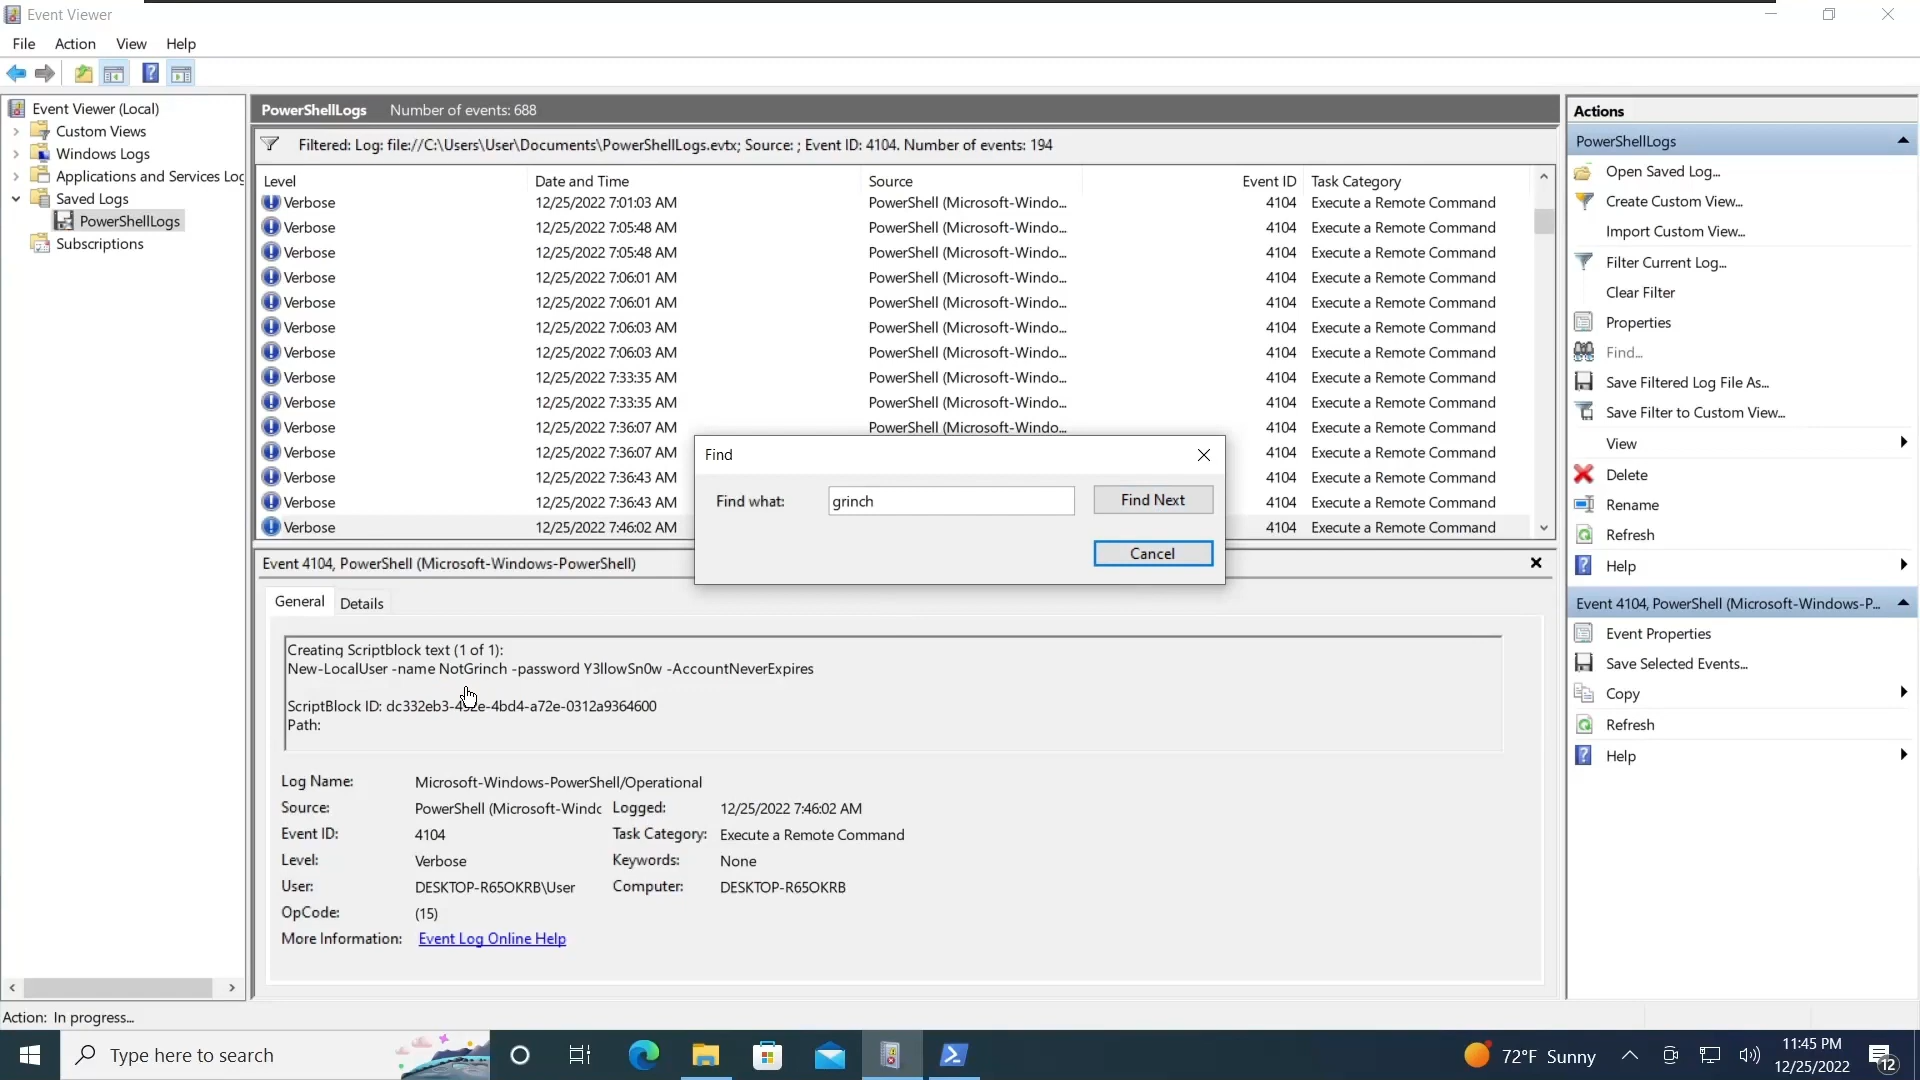 Event Viewer
File Action View Help
Event Viewer (Local)
Custom Views
Windows Logs
Applications and Services Log
Saved Logs
PowerShellLogs
Subscriptions
PowerShellLogs Number of events: 688
Filtered: Log: file://C:\Users\User\Documents\PowerShellLogs.evtx; Source: ; Event ID: 4104. Number of events: 194
Level Date and Time Source Event ID Task Category
Verbose 12/25/2022 7:01:03 AM PowerShell (Microsoft-Windo... 4104 Execute a Remote Command
Verbose 12/25/2022 7:05:48 AM PowerShell (Microsoft-Windo... 4104 Execute a Remote Command
Verbose 12/25/2022 7:05:48 AM PowerShell (Microsoft-Windo... 4104 Execute a Remote Command
Verbose 12/25/2022 7:06:01 AM PowerShell (Microsoft-Windo... 4104 Execute a Remote Command
Verbose 12/25/2022 7:06:01 AM PowerShell (Microsoft-Windo... 4104 Execute a Remote Command
Verbose 12/25/2022 7:06:03 AM PowerShell (Microsoft-Windo... 4104 Execute a Remote Command
Verbose 12/25/2022 7:06:03 AM PowerShell (Microsoft-Windo... 4104 Execute a Remote Command
Verbose 12/25/2022 7:33:35 AM PowerShell (Microsoft-Windo... 4104 Execute a Remote Command
Verbose 12/25/2022 7:33:35 AM PowerShell (Microsoft-Windo... 4104 Execute a Remote Command
Verbose 12/25/2022 7:36:07 AM PowerShell (Microsoft-Windo... 4104 Execute a Remote Command
Verbose 12/25/2022 7:36:07 AM 4104 Execute a Remote Command
Verbose 12/25/2022 7:36:43 AM 4104 Execute a Remote Command
Verbose 12/25/2022 7:36:43 AM 4104 Execute a Remote Command
Verbose 12/25/2022 7:46:02 AM 4104 Execute a Remote Command
Find
Find what: grinch Find Next
Cancel
Event 4104, PowerShell (Microsoft-Windows-PowerShell)
General Details
Creating Scriptblock text (1 of 1):
New-LocalUser -name NotGrinch -password Y3llowSn0w -AccountNeverExpires
ScriptBlock ID: dc332eb3- e-4bd4-a72e-0312a9364600
Path:
Log Name: Microsoft-Windows-PowerShell/Operational
Source: PowerShell (Microsoft-Windo Logged: 12/25/2022 7:46:02 AM
Event ID: 4104 Task Category: Execute a Remote Command
Level: Verbose Keywords: None
User: DESKTOP-R65OKRB\User Computer: DESKTOP-R65OKRB
OpCode: (15)
More Information: Event Log Online Help
Actions
PowerShellLogs
Open Saved Log...
Create Custom View...
Import Custom View...
Filter Current Log...
Clear Filter
Properties
Find...
Save Filtered Log File As...
Save Filter to Custom View...
View
Delete
Rename
Refresh
Help
Event 4104, PowerShell (Microsoft-Windows-P...
Event Properties
Save Selected Events...
Copy
Refresh
Help
Action: In progress...
Type here to search
72°F Sunny
11:45 PM
12/25/2022
12